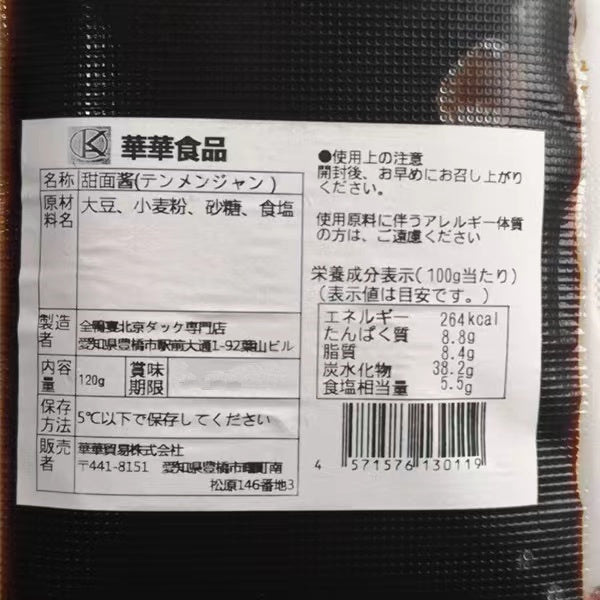 華華食品
名称 甜面酱(テンメンジャン)
原材料名 大豆、小麦粉、砂糖、食塩
製造者 全鴨宴北京ダック専門店
愛知県豊橋市駅前大通1-92葉山ビル
内容量 120g 賞味期限
保存方法 5℃以下で保存してください
販売者 華華貿易株式会社
〒441-8151 愛知県豊橋市曙町南
松原146番地3
●使用上の注意
開封後、お早めにお召し上がり
ください。
使用原料に伴うアレルギー体質
の方は、ご遠慮ください
栄養成分表示(100g当たり)
(表示値は目安です。)
エネルギー 264kcal
たんぱく質 8.8g
脂質 8.4g
炭水化物 38.2g
食塩相当量 5.5g
4 571576 130119